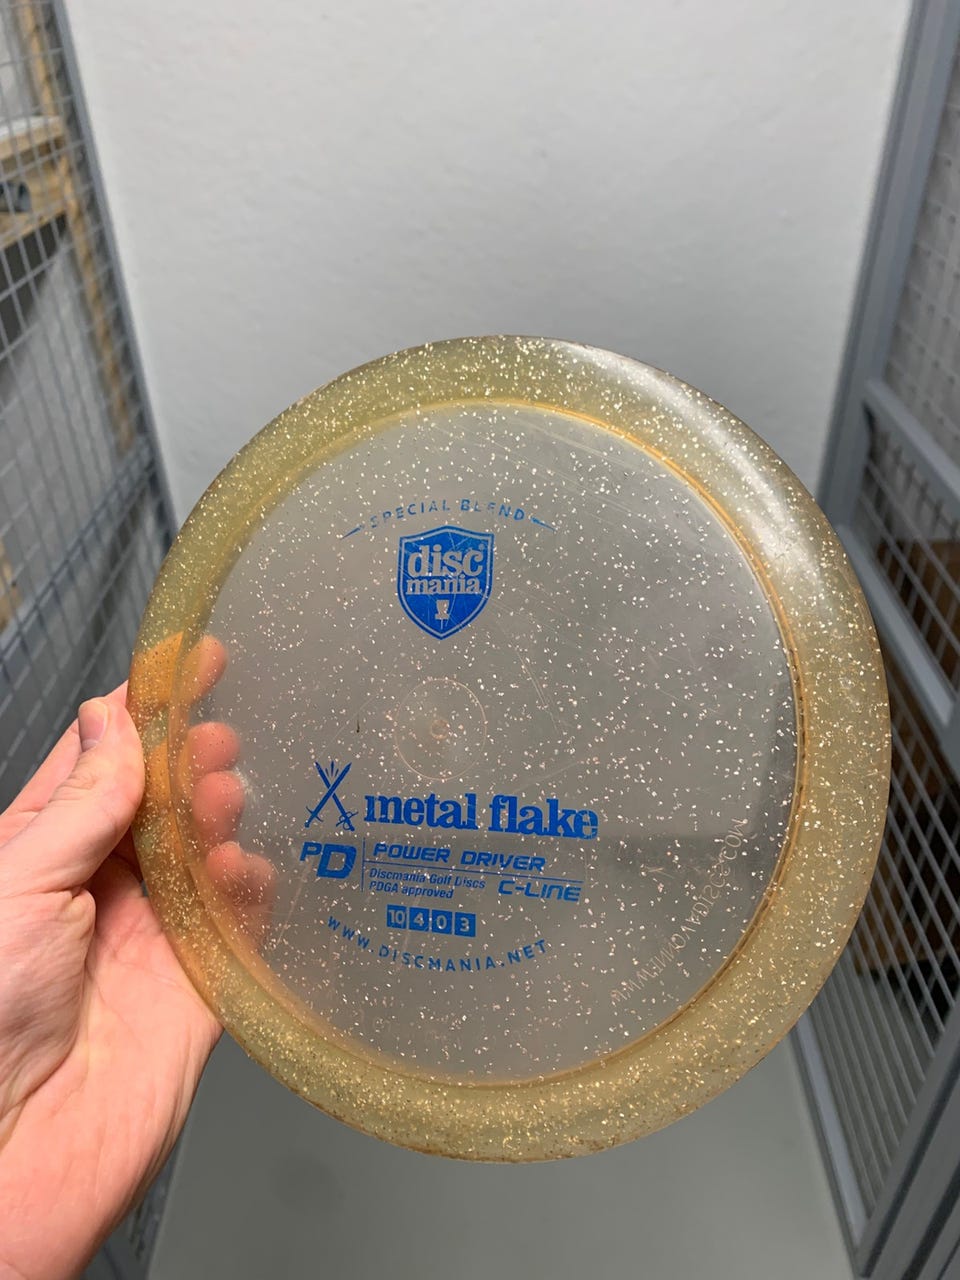 SPECIAL BLEND
disc
mania
metal flake
PD
POWER DRIVER
Discmania Golf Discs
PDGA approved
C-LINE
10 4 0 3
WWW.DISCMANIA.NET